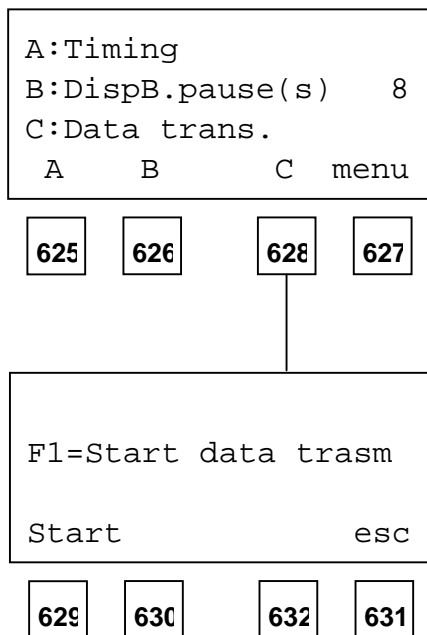 A:Timing
B:DispB.pause(s) 8
C:Data trans.
A B C menu
625 626 628 627
F1=Start data trasm
Start esc
629 630 632 631